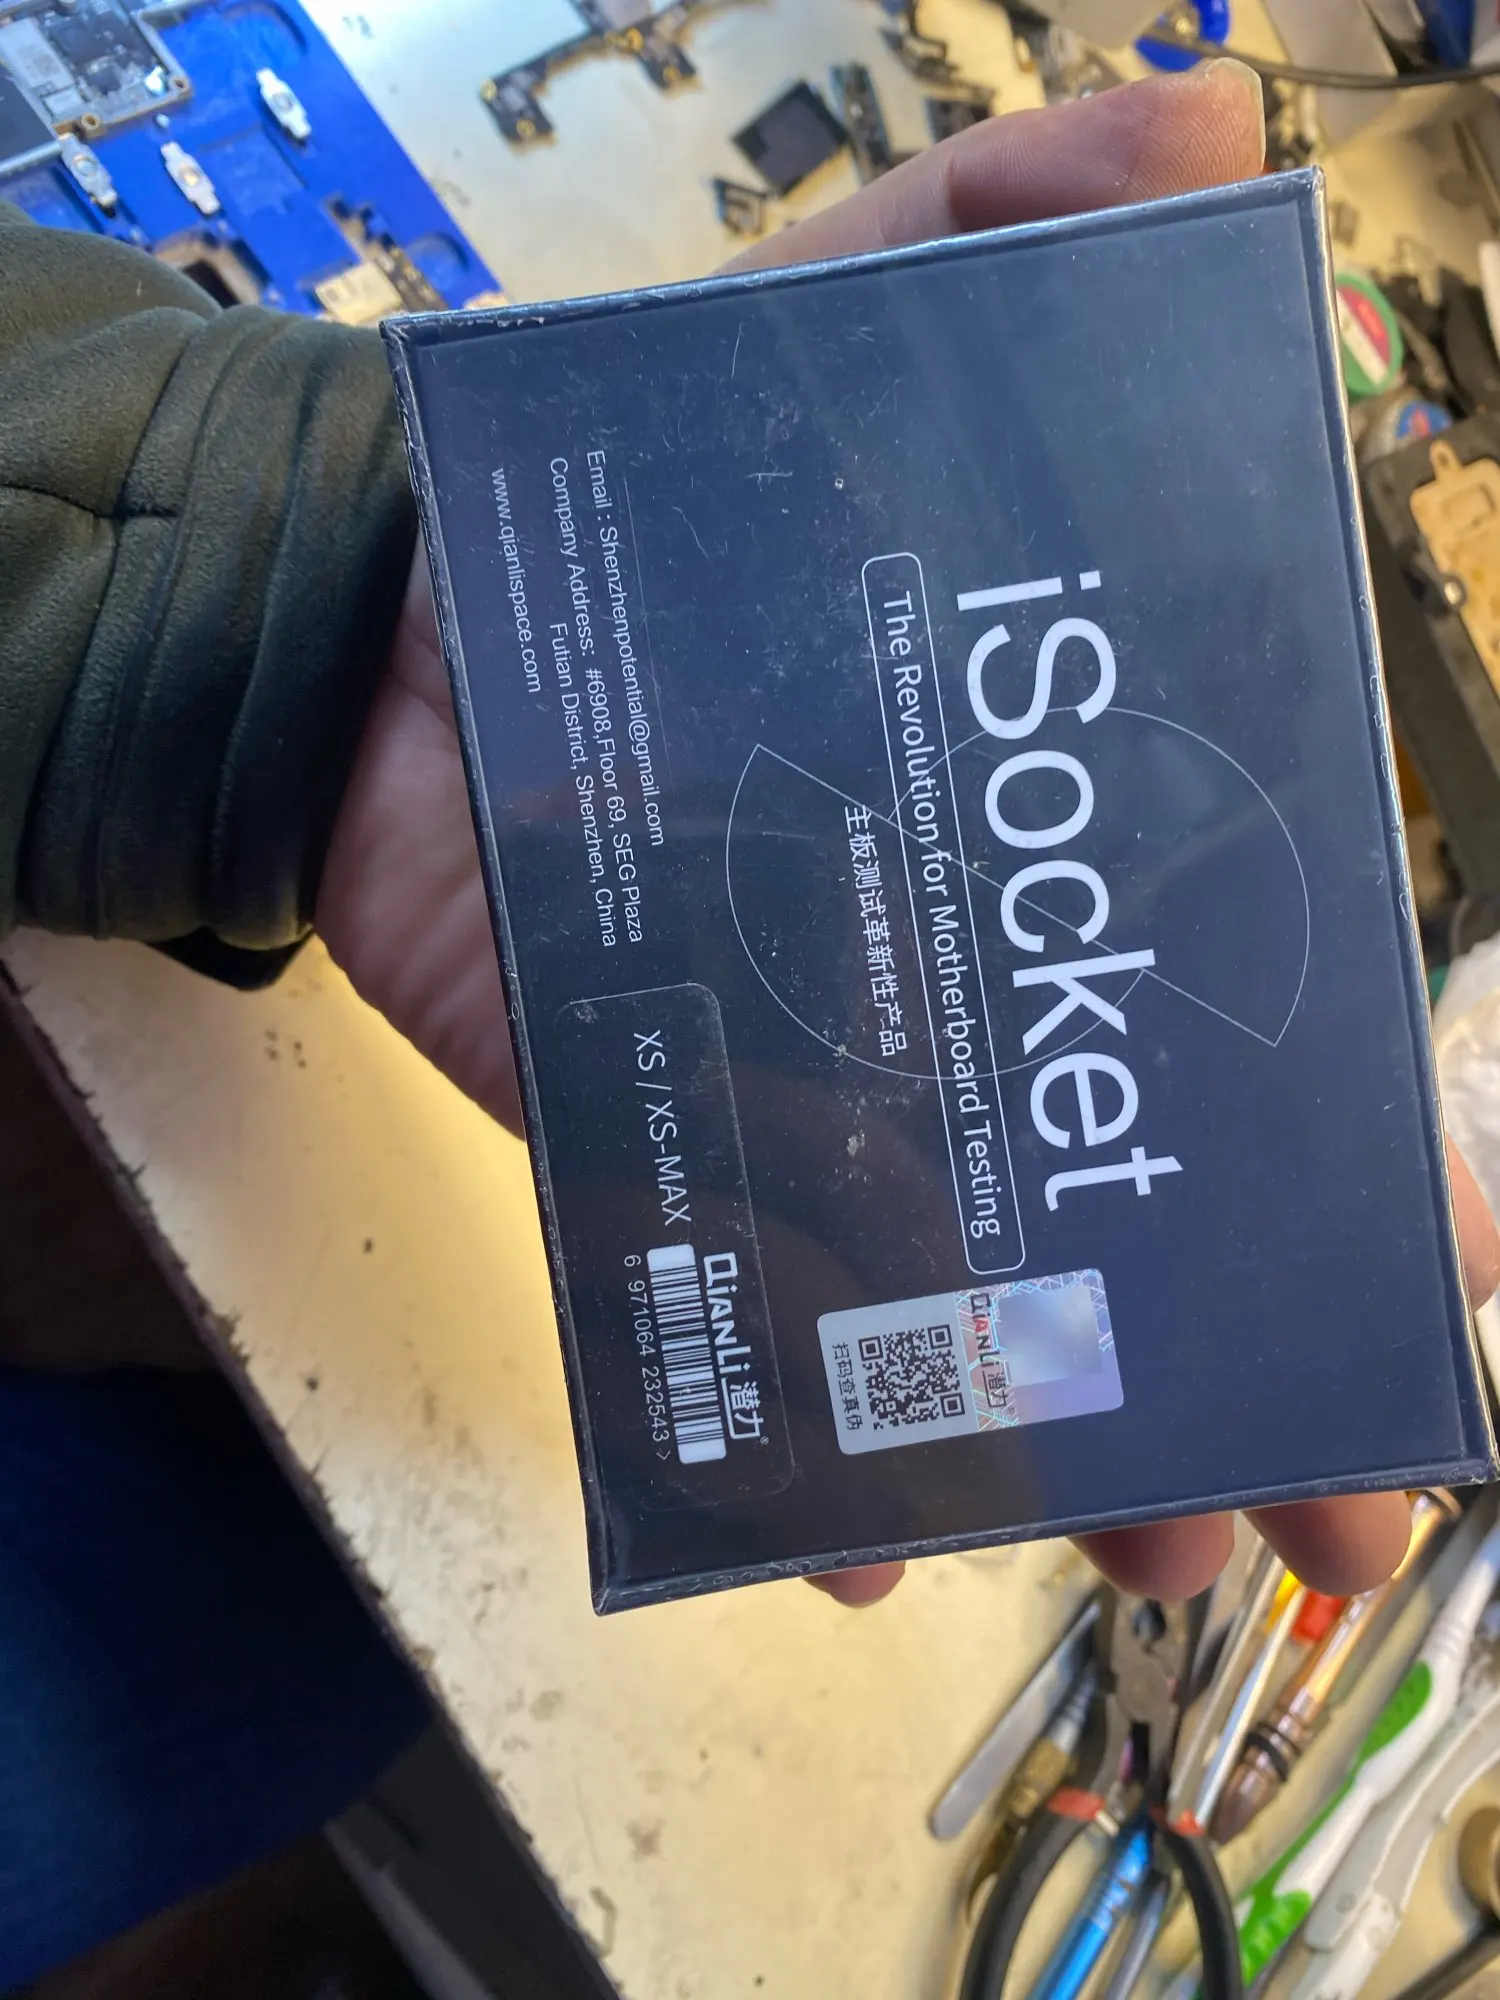 iSocket
The Revolution for Motherboard Testing
主板测试革新性产品
QIANLI 潜力
扫码查真伪
Email : Shenzhenpotential@gmail.com
Company Address: #6908,Floor 69, SEG Plaza
Futian District, Shenzhen, China
www.qianlispace.com
XS / XS-MAX
QIANLI 潜力®
6 971064 232543 >